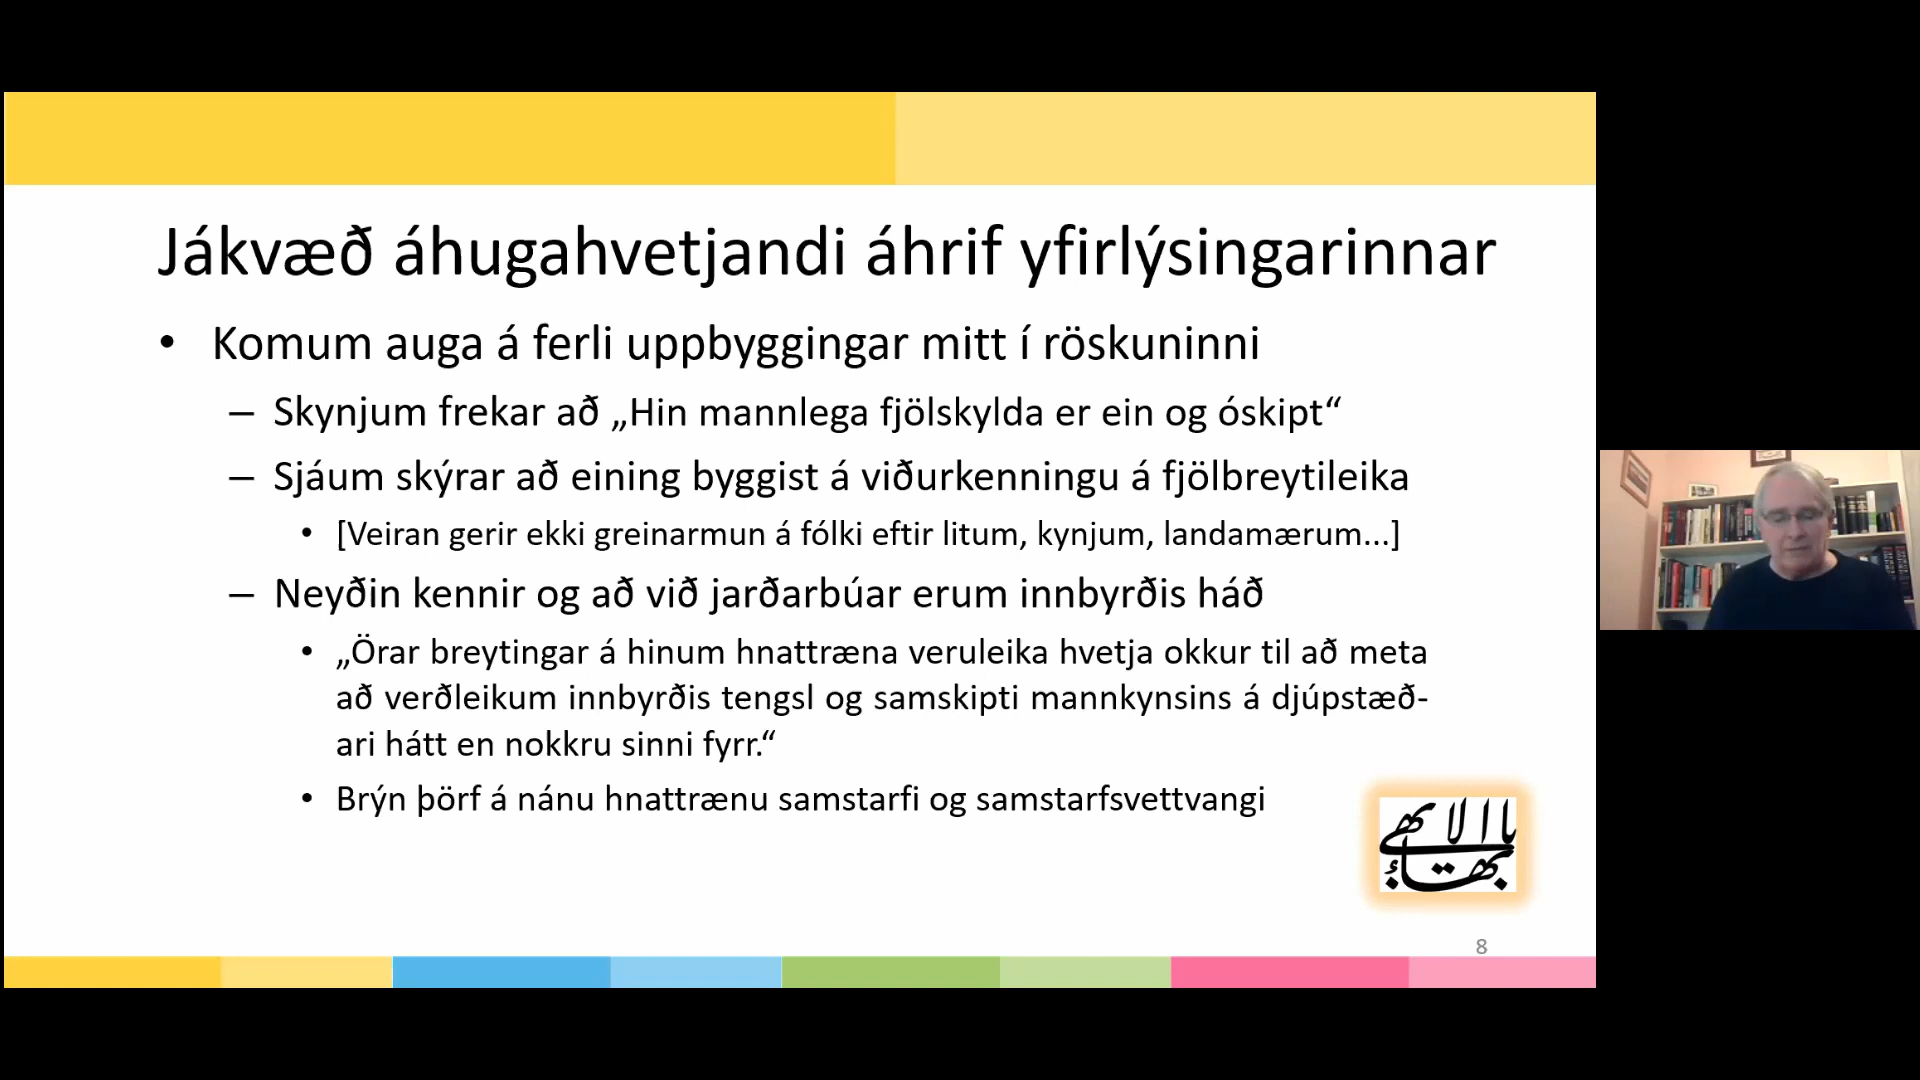 Jákvæð áhugahvetjandi áhrif yfirlýsingarinnar
• Komum auga á ferli uppbyggingar mitt í röskuninni
– Skynjum frekar að „Hin mannlega fjölskylda er ein og óskipt“
– Sjáum skýrar að eining byggist á viðurkenningu á fjölbreytileika
• [Veiran gerir ekki greinarmun á fólki eftir litum, kynjum, landamærum...]
– Neyðin kennir og að við jarðarbúar erum innbyrðis háð
• „Örar breytingar á hinum hnattræna veruleika hvetja okkur til að meta
að verðleikum innbyrðis tengsl og samskipti mannkynsins á djúpstæð-
ari hátt en nokkru sinni fyrr.“
• Brýn þörf á nánu hnattrænu samstarfi og samstarfsvettvangi
يا بهاء الابهى
8